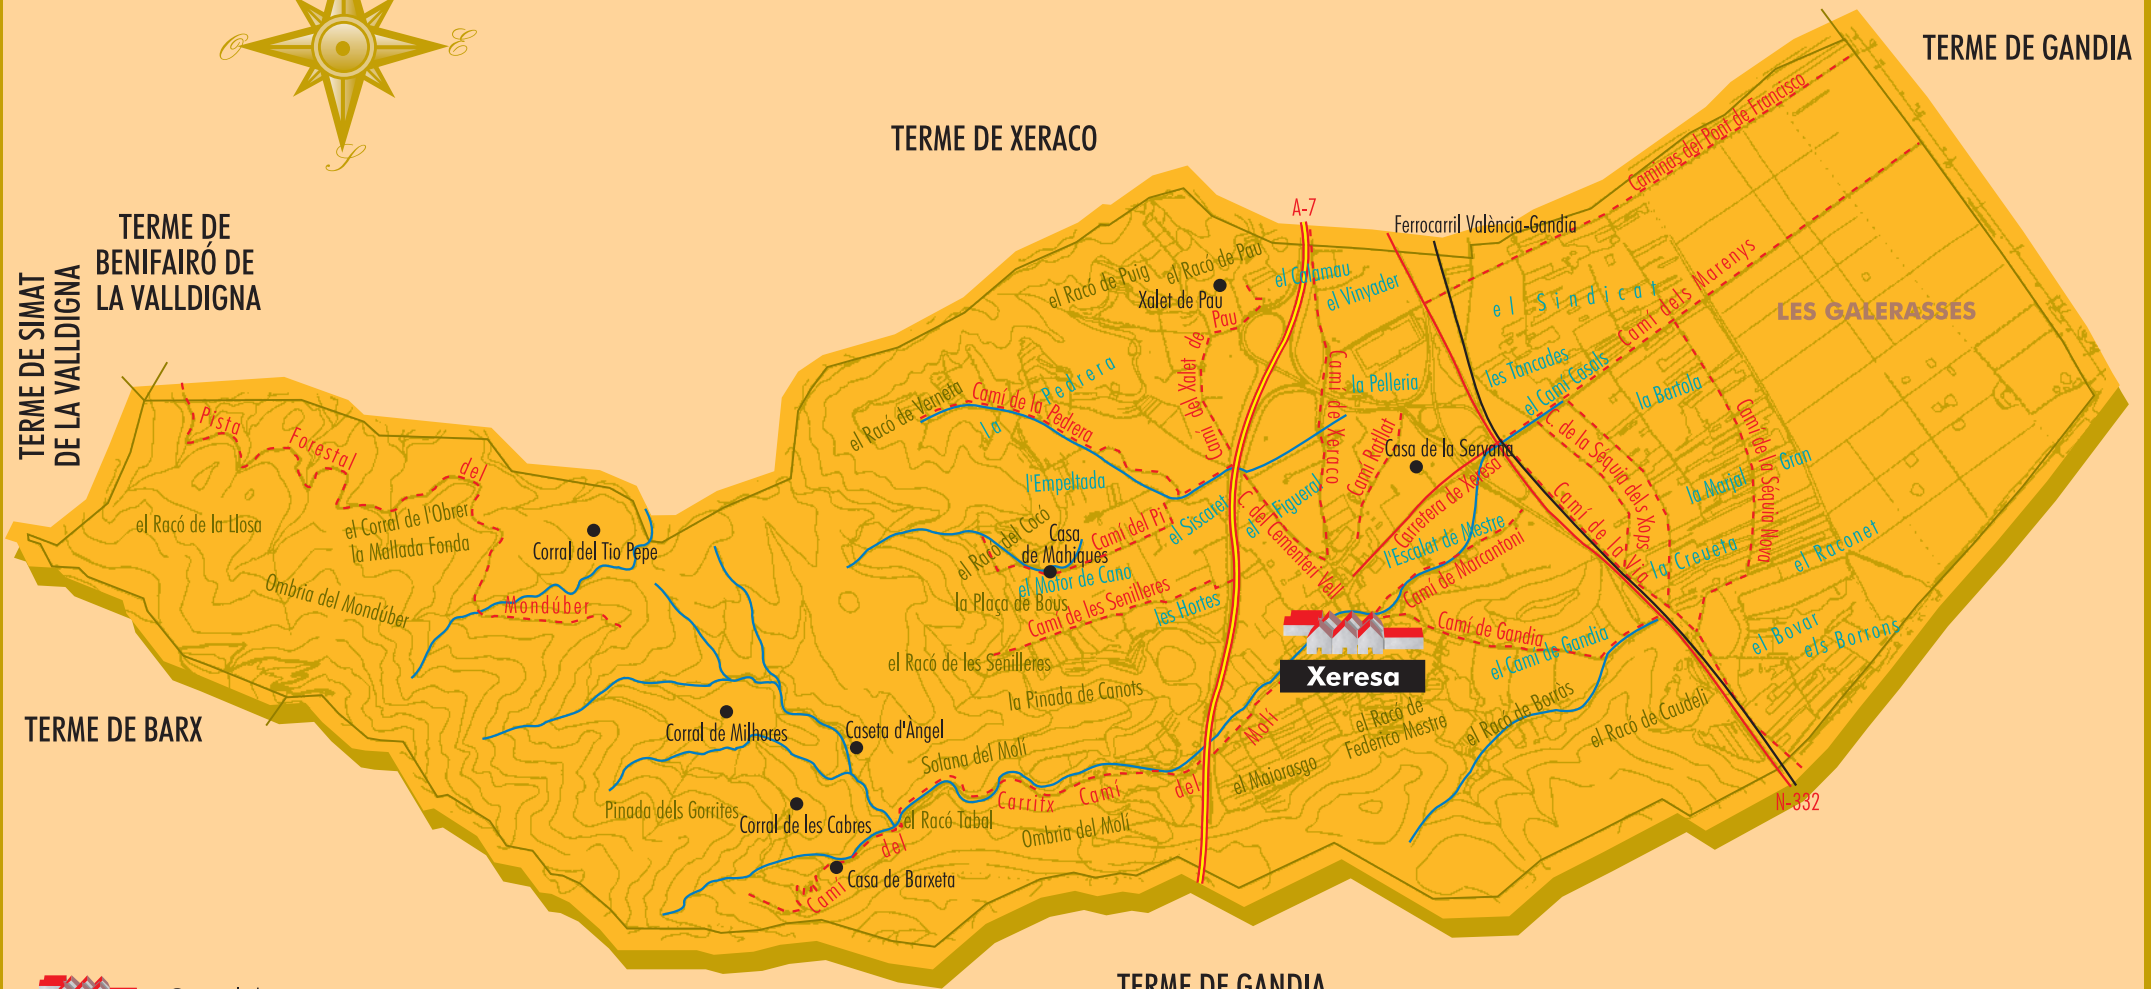 O
E
S
TERME DE GANDIA
TERME DE XERACO
TERME DE
BENIFAIRÓ DE
LA VALLDIGNA
TERME DE SIMAT
DE LA VALLDIGNA
TERME DE BARX
A-7
Ferrocarril València-Gandia
Caminas del Pont de Francisco
el Racó de Puig
el Racó de Pau
Xalet de Pau
el Calamau
el Vinyader
el Sindicat
Camí dels Marenys
LES GALERASSES
Camí del Xalet de Pau
Camí de Xeraco
la Pelleria
les Tancades
el Camí Casals
la Bartola
el Racó de Verneta
Camí de la Pedrera
La Pedrera
Pista Forestal del Mondúber
Camí Ratllat
Casa de la Servana
C. de la Séquia dels Xops
Camí de la Séquia Nova
la Marjal Gran
l'Empeltada
el Racó de la Llosa
el Corral de l'Obrer
la Mallada Fonda
Corral del Tio Pepe
Ombria del Mondúber
el Racó del Cocó
Casa
de Mahiques
Camí del Pi
el Siscaret
el Figueral
C. del Cementeri Vell
Carretera de Xeresa
l'Escalat de Mestre
Camí de Marcantoni
Camí de la Via
la Creueta
el Raconet
el Motor de Cano
la Plaça de Bous
Camí de les Senilleres
les Hortes
Camí de Gandia
el Camí de Gandia
el Bovar
els Borrons
Xeresa
el Racó de les Senilleres
la Pinada de Canots
Corral de Milhores
Caseta d'Àngel
Solana del Molí
Camí del Molí
el Racó de
Federico Mestre
el Racó de Borràs
el Racó de Caudeli
el Maiorasgo
Pinada dels Gorrites
Corral de les Cabres
el Racó Tabal
Camí del Carritx
Ombria del Molí
Casa de Barxeta
N-332
TERME DE GANDIA